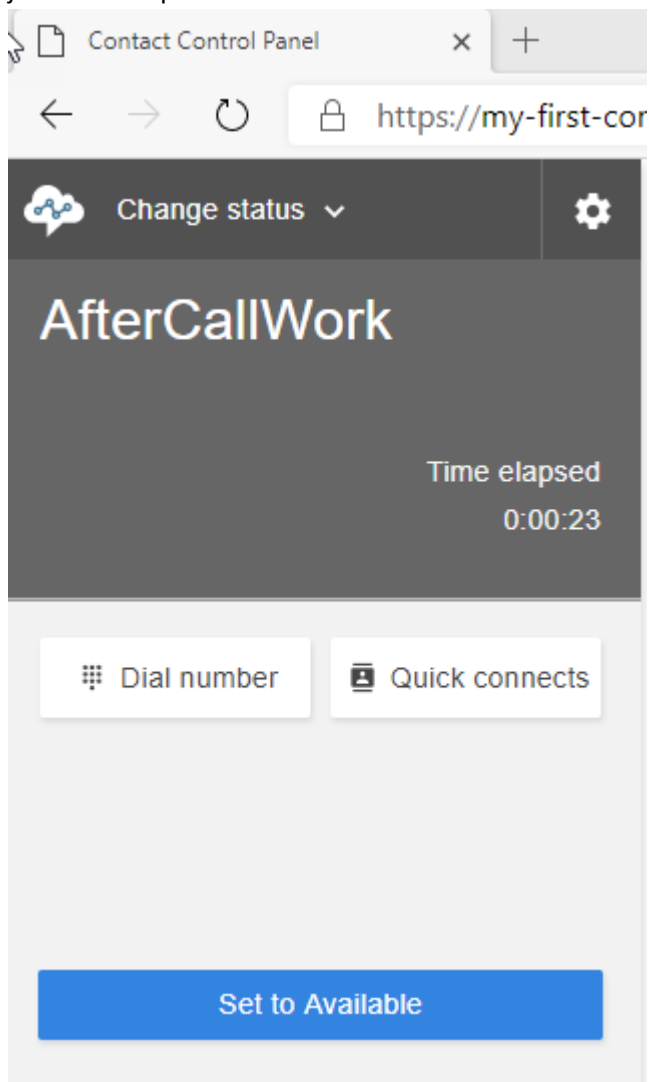 Contact Control Panel
https://my-first-cor
Change status
AfterCallWork
Time elapsed
0:00:23
Dial number
Quick connects
Set to Available